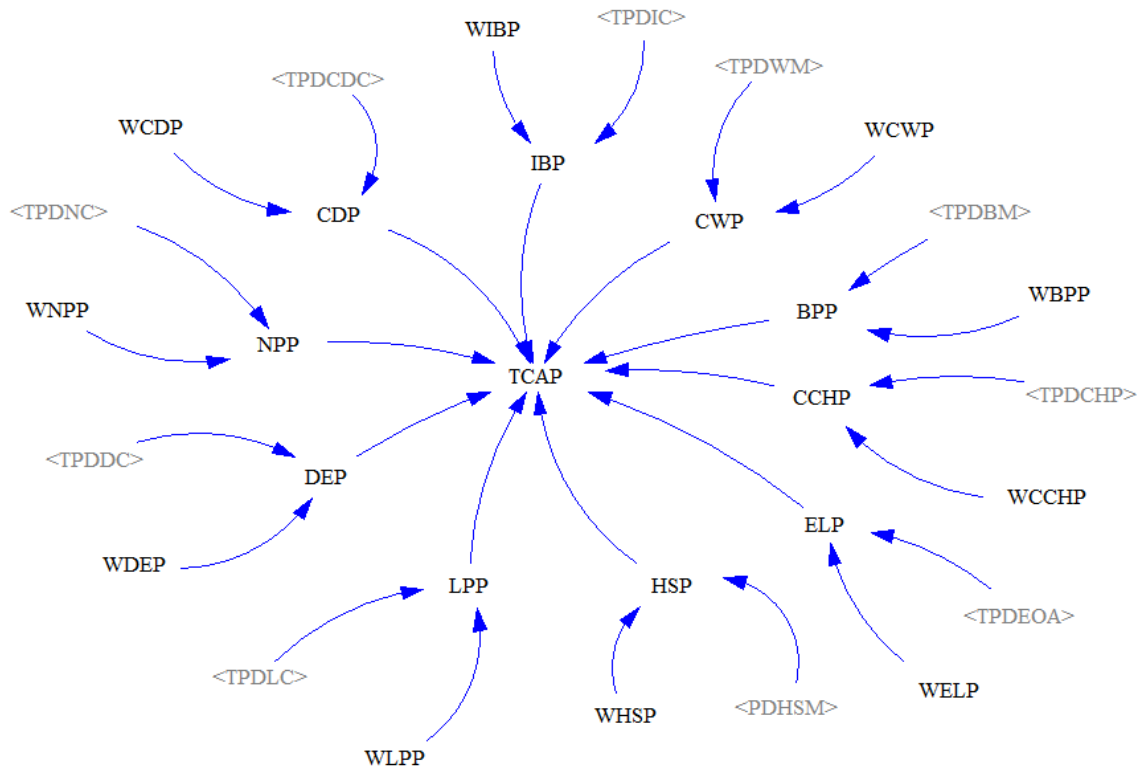 WIBP
<TPDIC>
<TPDCDC>
<TPDWM>
WCDP
WCWP
IBP
<TPDNC>
CDP
CWP
<TPDBM>
WNPP
NPP
BPP
WBPP
TCAP
CCHP
<TPDCHP>
<TPDDC>
DEP
WCCHP
ELP
WDEP
LPP
HSP
<TPDEOA>
<TPDLC>
WELP
WHSP
<PDHSM>
WLPP